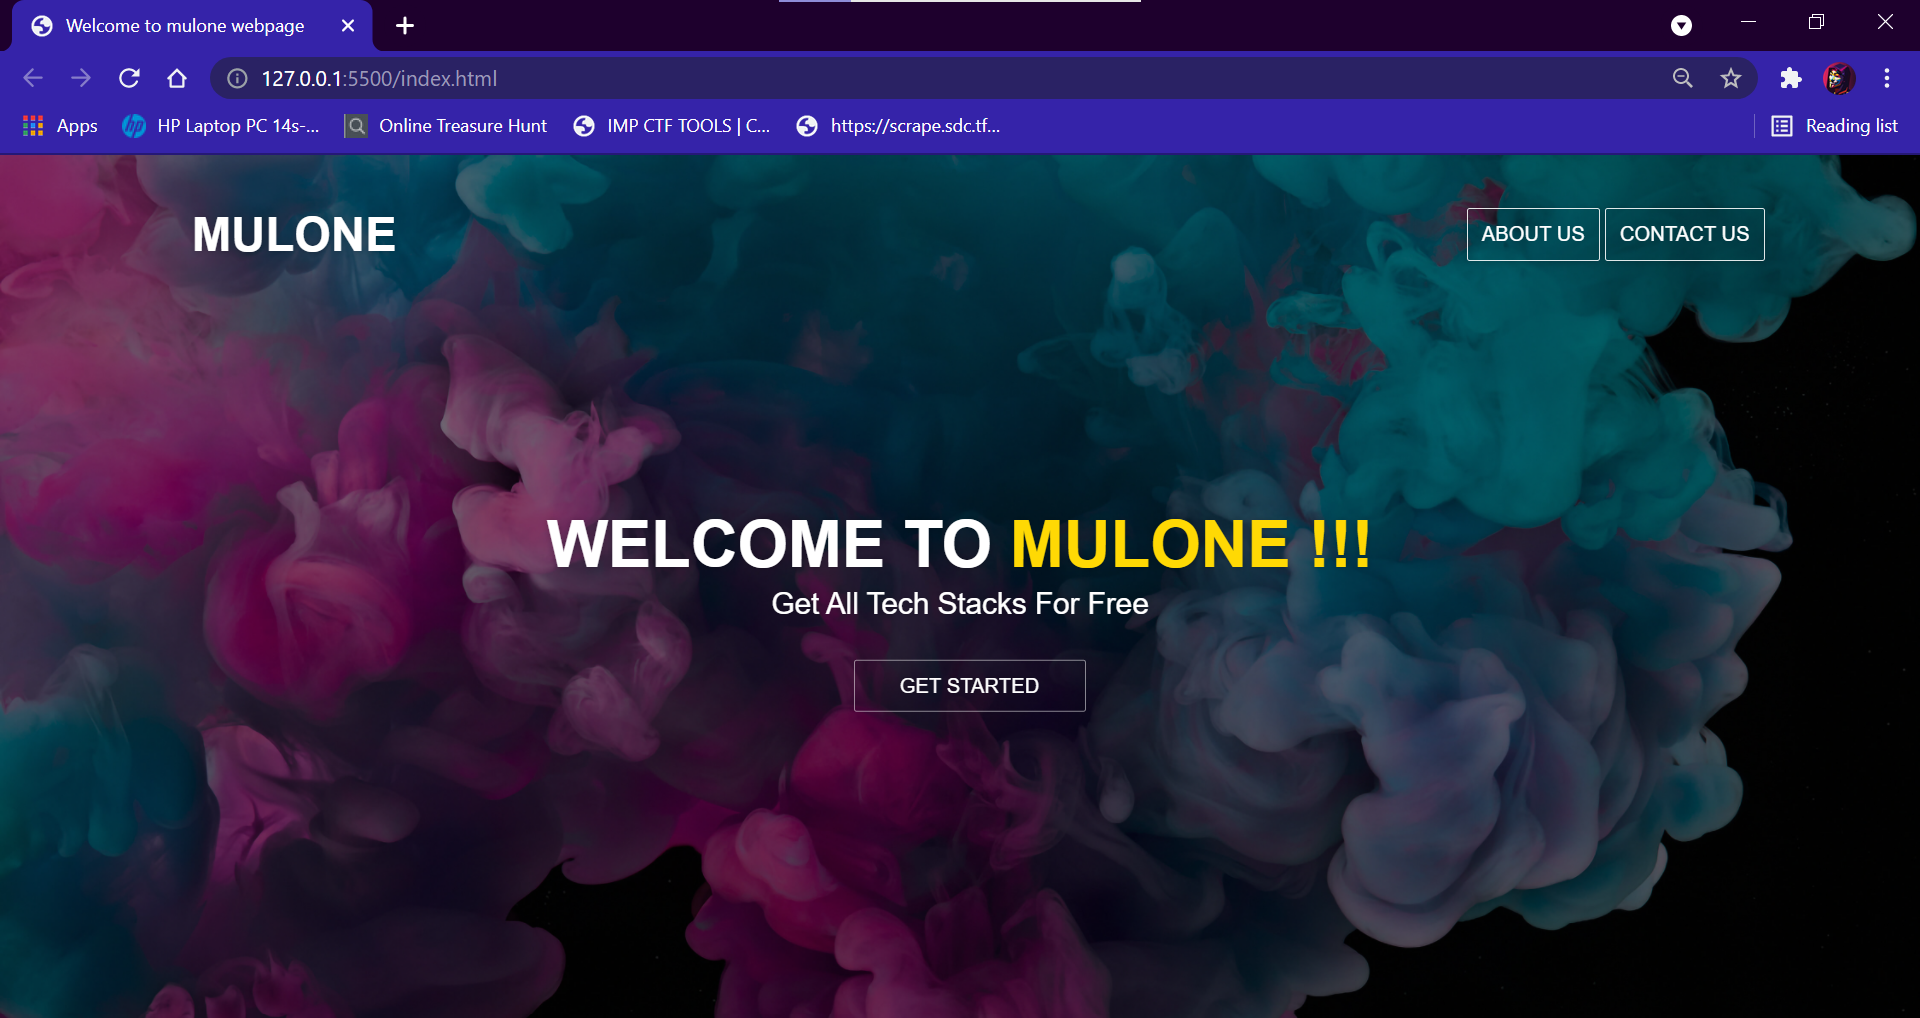 Welcome to mulone webpage
127.0.0.1:5500/index.html
Apps
HP Laptop PC 14s-...
Online Treasure Hunt
IMP CTF TOOLS | C...
https://scrape.sdc.tf...
Reading list
MULONE
ABOUT US
CONTACT US
WELCOME TO MULONE !!!
Get All Tech Stacks For Free
GET STARTED